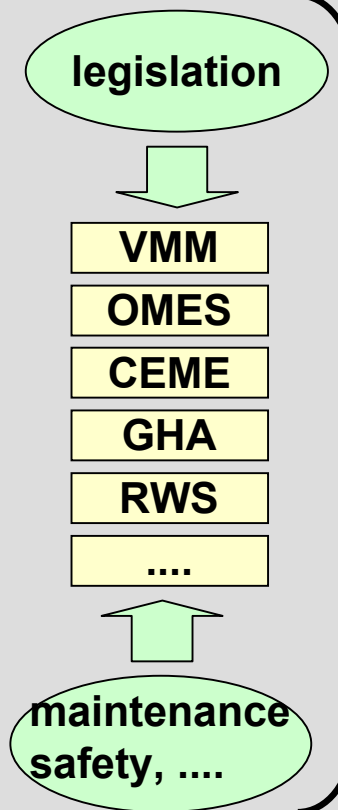 legislation
VMM
OMES
CEME
GHA
RWS
....
maintenance
safety, ....